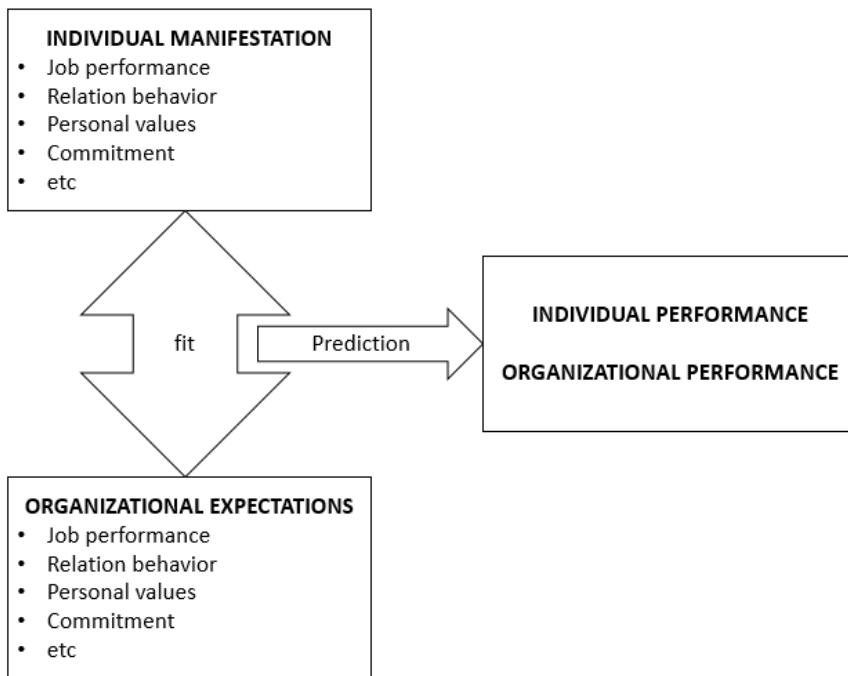 INDIVIDUAL MANIFESTATION
• Job performance
• Relation behavior
• Personal values
• Commitment
• etc
fit
Prediction
INDIVIDUAL PERFORMANCE
ORGANIZATIONAL PERFORMANCE
ORGANIZATIONAL EXPECTATIONS
• Job performance
• Relation behavior
• Personal values
• Commitment
• etc